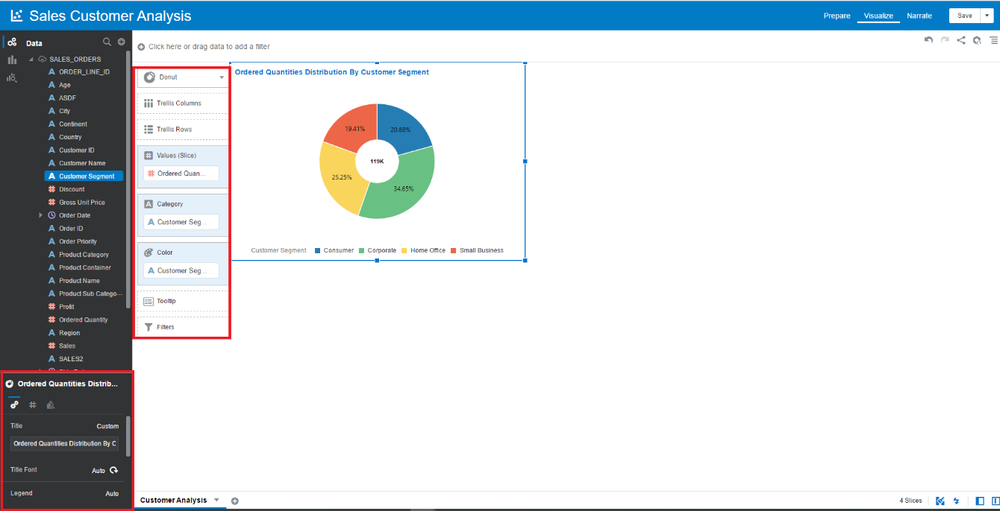 Sales Customer Analysis
Prepare
Visualize
Narrate
Save
Data
SALES_ORDERS
ORDER_LINE_ID
Age
ASDF
City
Continent
Country
Customer ID
Customer Name
Customer Segment
Discount
Gross Unit Price
Order Date
Order ID
Order Priority
Product Category
Product Container
Product Name
Product Sub Catego...
Profit
Ordered Quantity
Region
Sales
SALES2
Ordered Quantities Distrib...
Title
Custom
Ordered Quantities Distribution By C
Title Font
Auto
Legend
Auto
Click here or drag data to add a filter
Donut
Trellis Columns
Trellis Rows
Values (Slice)
Ordered Quan...
Category
Customer Seg...
Color
Customer Seg...
Tooltip
Filters
Ordered Quantities Distribution By Customer Segment
19.41%
20.68%
119K
25.25%
34.65%
Customer Segment
Consumer
Corporate
Home Office
Small Business
Customer Analysis
4 Slices